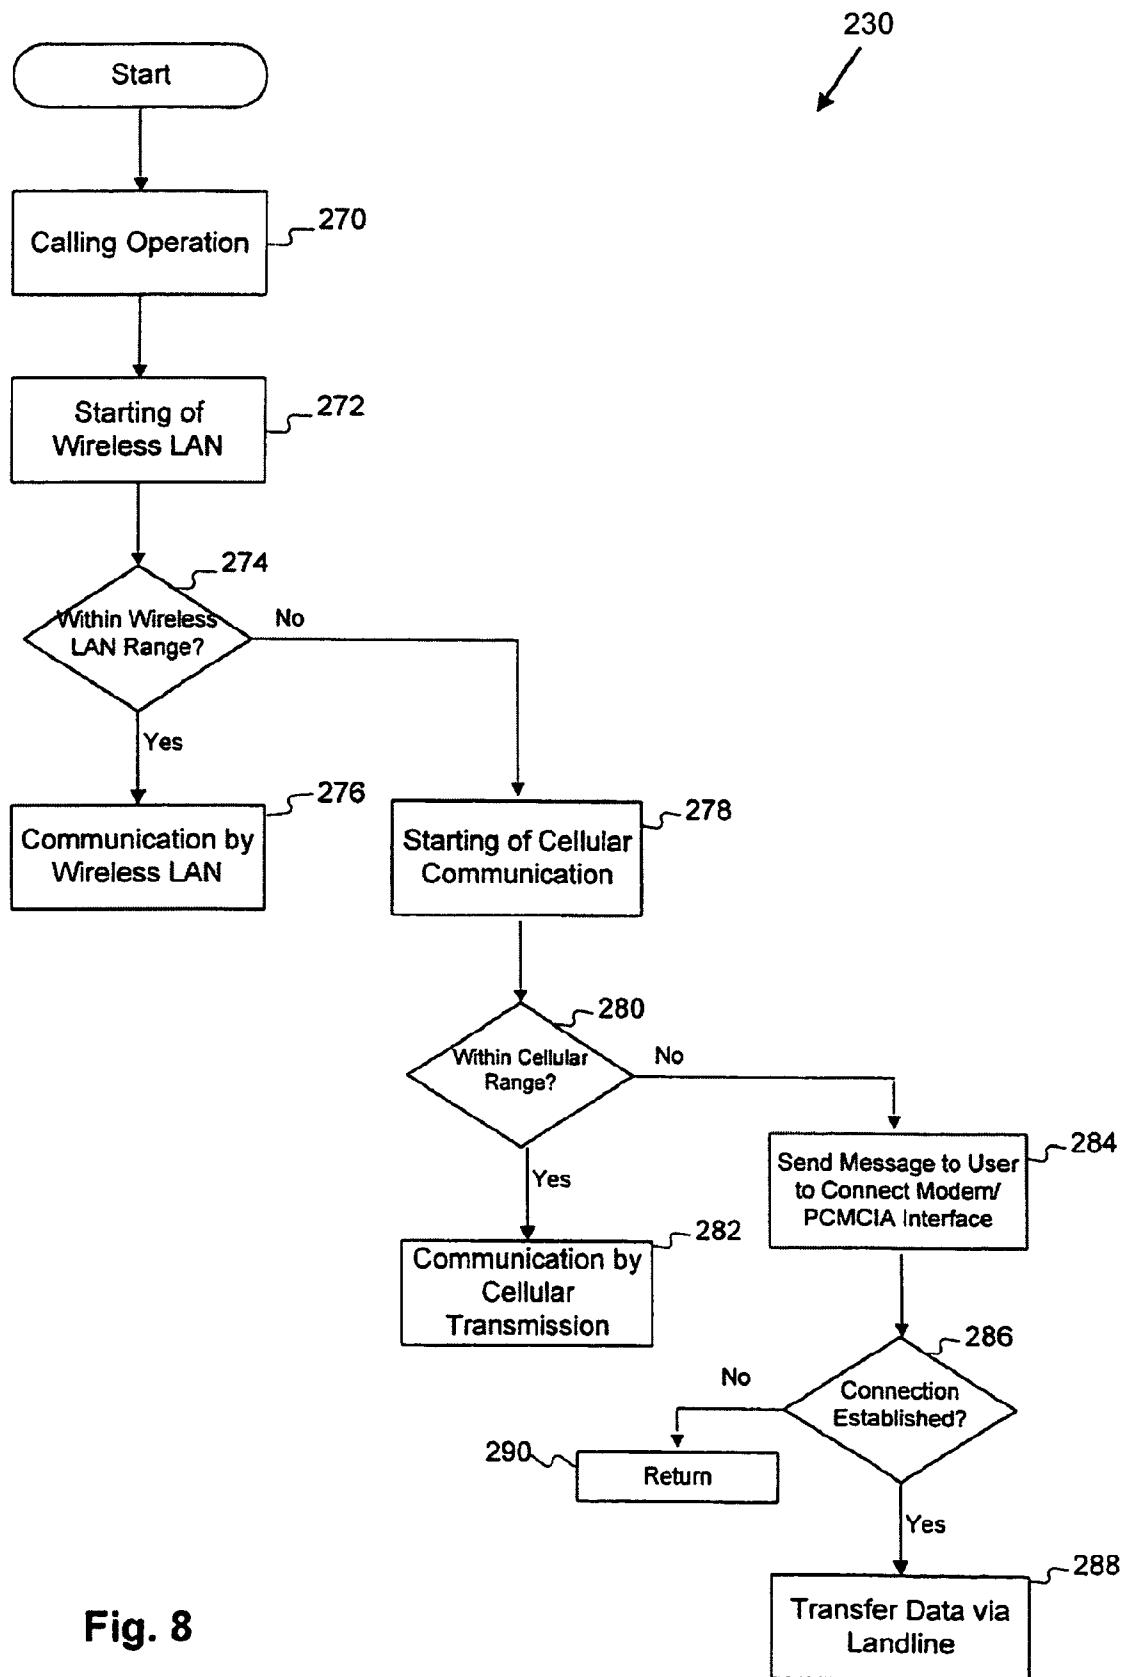 230
Start
Calling Operation
270
Starting of
Wireless LAN
272
274
Within Wireless
LAN Range?
No
Yes
276
Communication by
Wireless LAN
278
Starting of Cellular
Communication
280
Within Cellular
Range?
No
Yes
284
Send Message to User
to Connect Modem/
PCMCIA Interface
282
Communication by
Cellular
Transmission
286
Connection
Established?
No
290
Return
Yes
288
Transfer Data via
Landline
Fig. 8